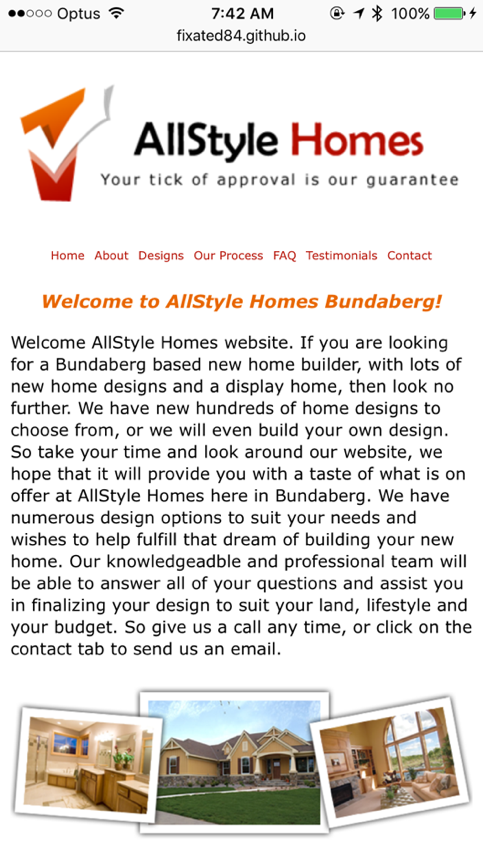 Optus 7:42 AM 100%
fixated84.github.io
AllStyle Homes
Your tick of approval is our guarantee
Home About Designs Our Process FAQ Testimonials Contact
Welcome to AllStyle Homes Bundaberg!
Welcome AllStyle Homes website. If you are looking
for a Bundaberg based new home builder, with lots of
new home designs and a display home, then look no
further. We have new hundreds of home designs to
choose from, or we will even build your own design.
So take your time and look around our website, we
hope that it will provide you with a taste of what is on
offer at AllStyle Homes here in Bundaberg. We have
numerous design options to suit your needs and
wishes to help fulfill that dream of building your new
home. Our knowledgeadble and professional team will
be able to answer all of your questions and assist you
in finalizing your design to suit your land, lifestyle and
your budget. So give us a call any time, or click on the
contact tab to send us an email.